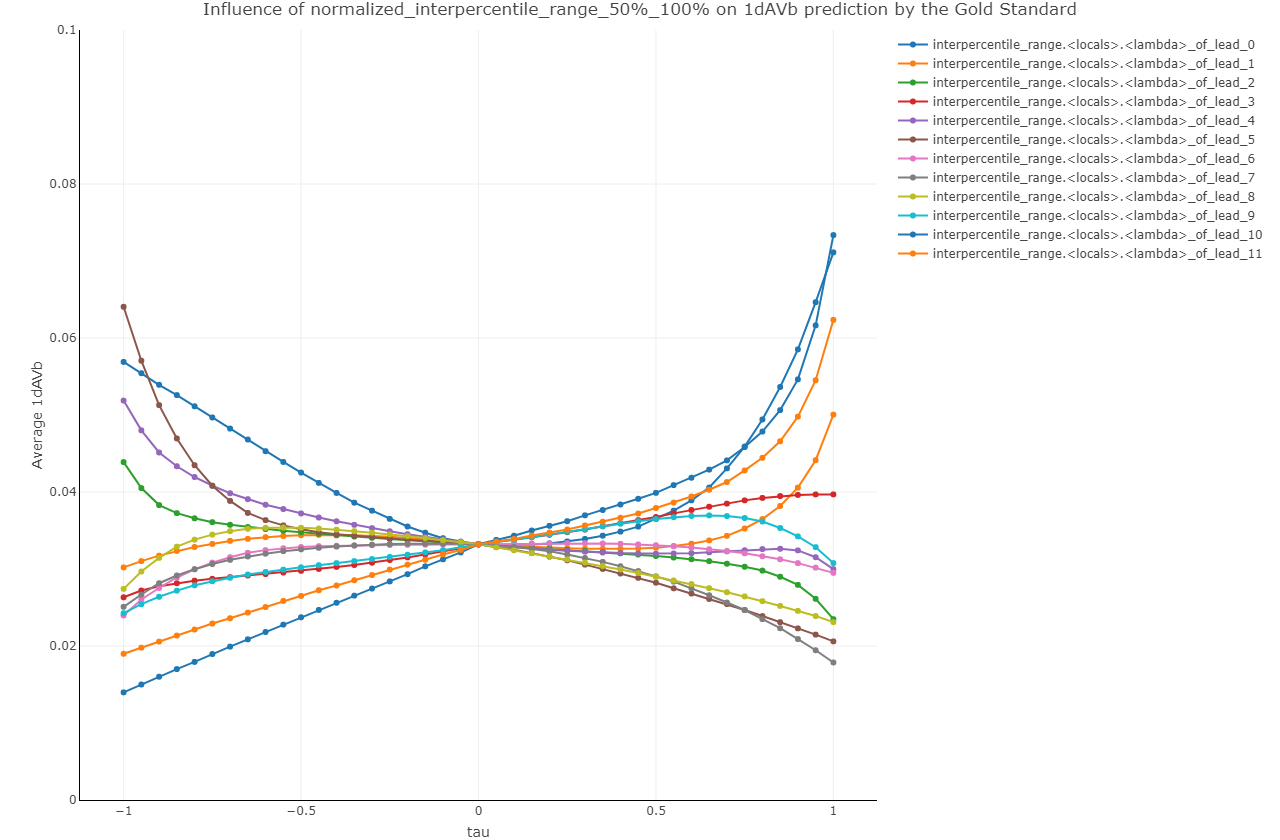 Influence of normalized_interpercentile_range_50%_100% on 1dAVb prediction by the Gold Standard
interpercentile_range.<locals>.<lambda>_of_lead_0
interpercentile_range.<locals>.<lambda>_of_lead_1
interpercentile_range.<locals>.<lambda>_of_lead_2
interpercentile_range.<locals>.<lambda>_of_lead_3
interpercentile_range.<locals>.<lambda>_of_lead_4
interpercentile_range.<locals>.<lambda>_of_lead_5
interpercentile_range.<locals>.<lambda>_of_lead_6
interpercentile_range.<locals>.<lambda>_of_lead_7
interpercentile_range.<locals>.<lambda>_of_lead_8
interpercentile_range.<locals>.<lambda>_of_lead_9
interpercentile_range.<locals>.<lambda>_of_lead_10
interpercentile_range.<locals>.<lambda>_of_lead_11
0.1
0.08
0.06
0.04
0.02
0
Average 1dAVb
−1
−0.5
0
0.5
1
tau